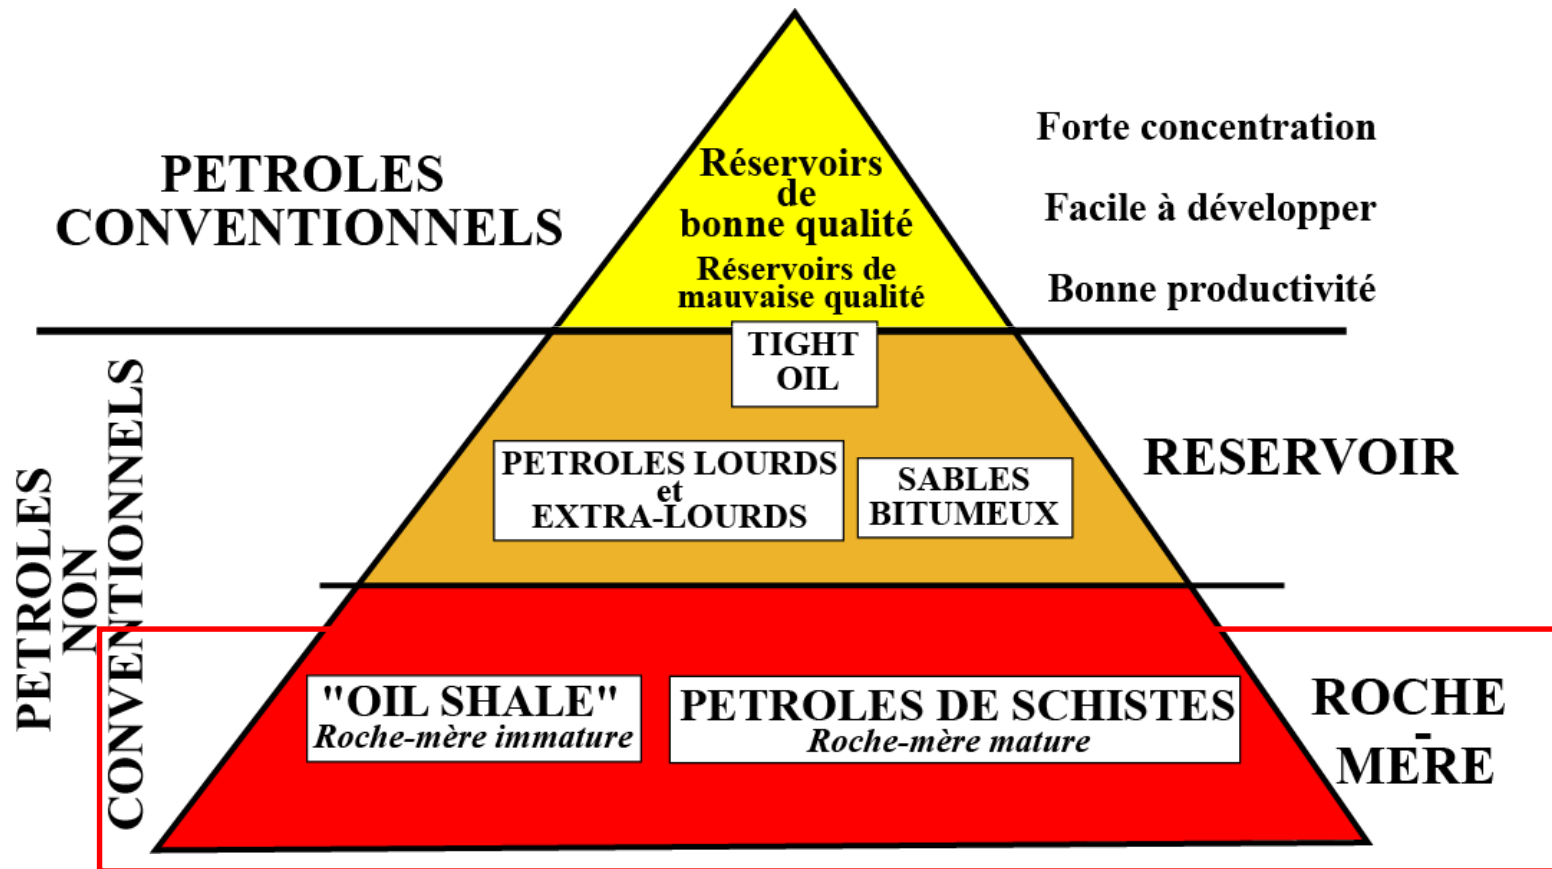 PETROLES
CONVENTIONNELS
Réservoirs
de
bonne qualité
Réservoirs de
mauvaise qualité
Forte concentration
Facile à développer
Bonne productivité
PETROLES
NON
CONVENTIONNELS
TIGHT
OIL
PETROLES LOURDS
et
EXTRA-LOURDS
SABLES
BITUMEUX
RESERVOIR
"OIL SHALE"
Roche-mère immature
PETROLES DE SCHISTES
Roche-mère mature
ROCHE
-
MERE